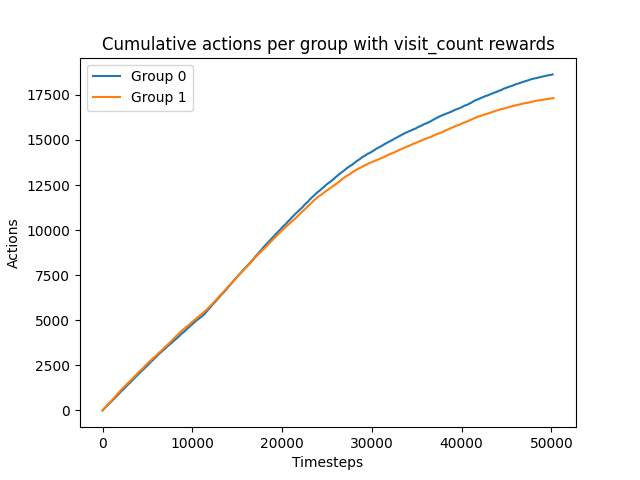 Cumulative actions per group with visit_count rewards
Group 0
Group 1
17500
15000
12500
10000
7500
5000
2500
0
Actions
0 10000 20000 30000 40000 50000
Timesteps